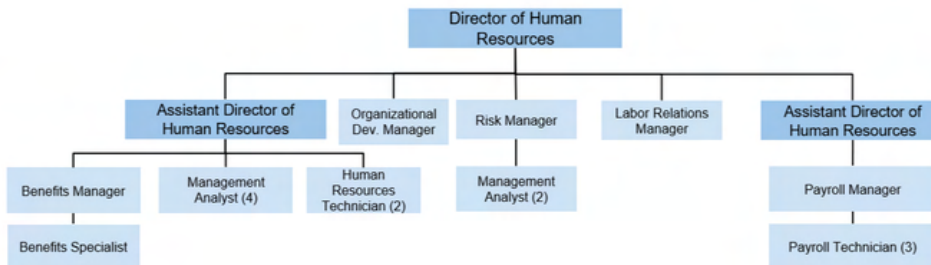 Director of Human
Resources
Assistant Director of
Human Resources
Organizational
Dev. Manager
Risk Manager
Labor Relations
Manager
Assistant Director of
Human Resources
Benefits Manager
Management
Analyst (4)
Human
Resources
Technician (2)
Management
Analyst (2)
Payroll Manager
Benefits Specialist
Payroll Technician (3)